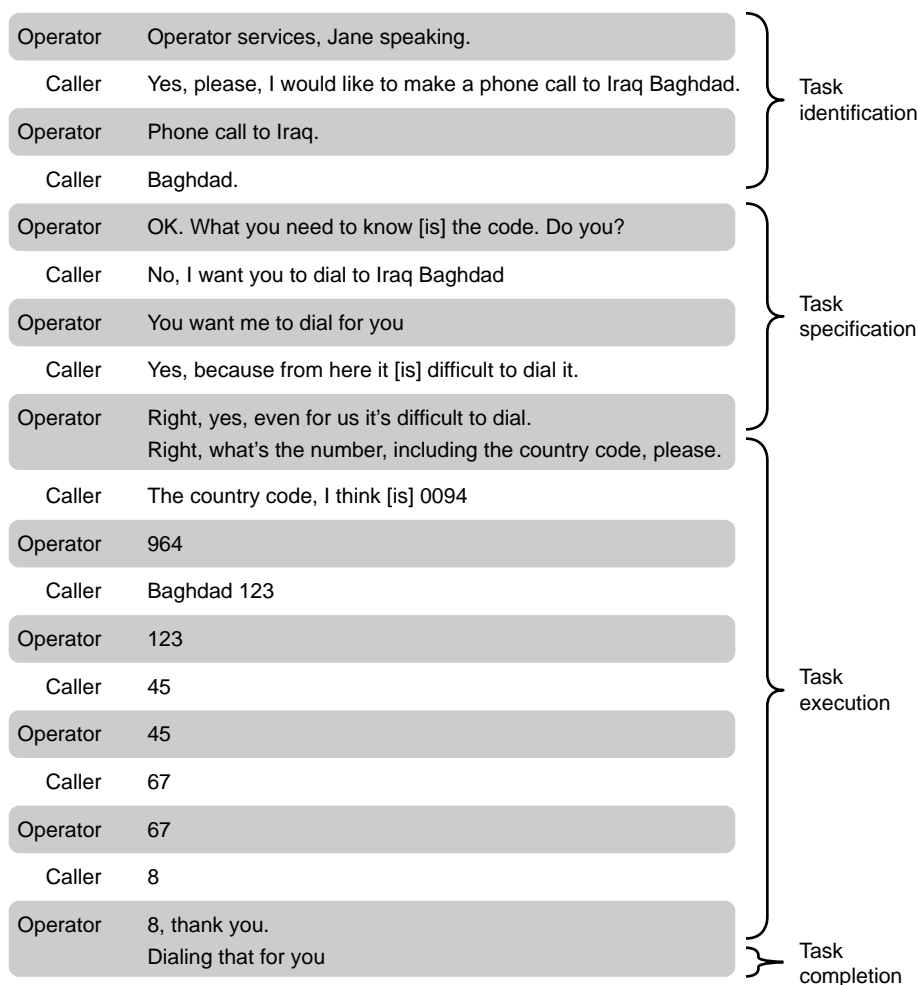 Operator Operator services, Jane speaking.
Caller Yes, please, I would like to make a phone call to Iraq Baghdad.
Task
identification
Operator Phone call to Iraq.
Caller Baghdad.
Operator OK. What you need to know [is] the code. Do you?
Caller No, I want you to dial to Iraq Baghdad
Task
specification
Operator You want me to dial for you
Caller Yes, because from here it [is] difficult to dial it.
Operator Right, yes, even for us it's difficult to dial.
Right, what's the number, including the country code, please.
Caller The country code, I think [is] 0094
Operator 964
Caller Baghdad 123
Operator 123
Caller 45
Task
execution
Operator 45
Caller 67
Operator 67
Caller 8
Operator 8, thank you.
Dialing that for you
Task
completion